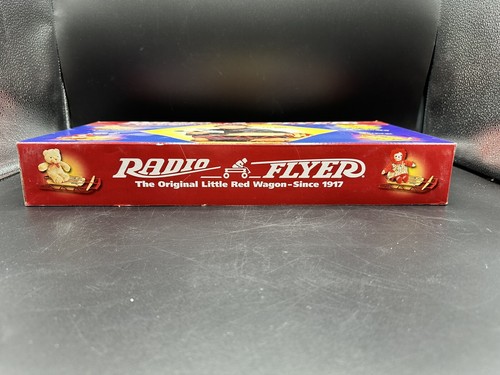 RADIO FLYER®
The Original Little Red Wagon-Since 1917